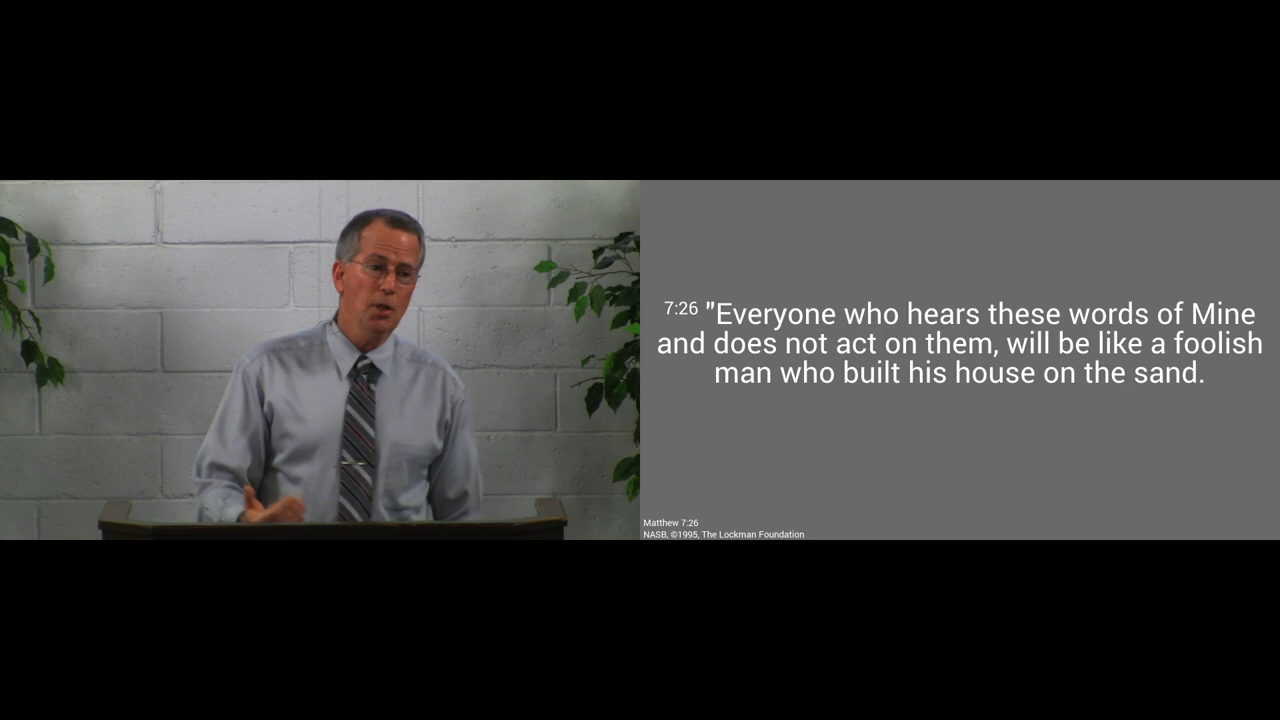 7:26 "Everyone who hears these words of Mine
and does not act on them, will be like a foolish
man who built his house on the sand.
Matthew 7:26
NASB, ©1995, The Lockman Foundation